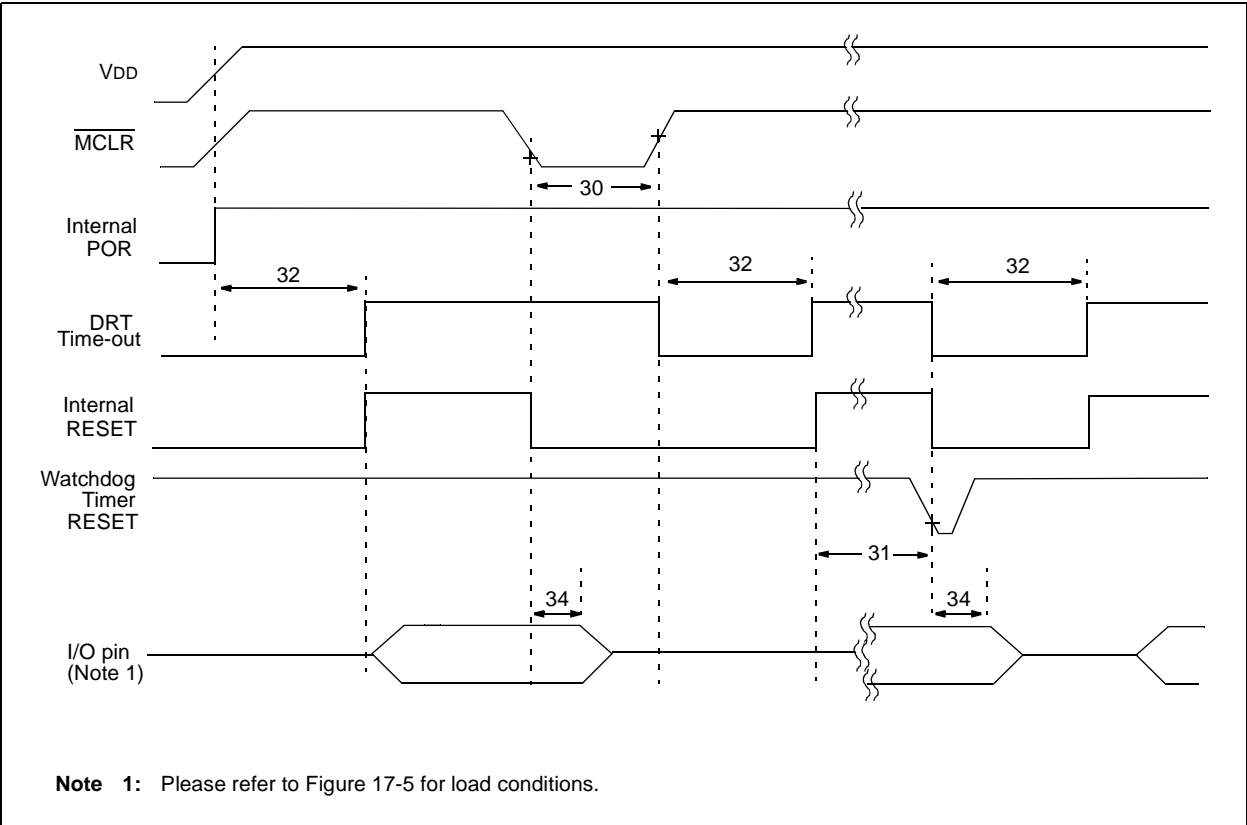 VDD
MCLR
30
Internal
POR
32
32
32
DRT
Time-out
Internal
RESET
Watchdog
Timer
RESET
31
34
34
I/O pin
(Note 1)
Note 1: Please refer to Figure 17-5 for load conditions.